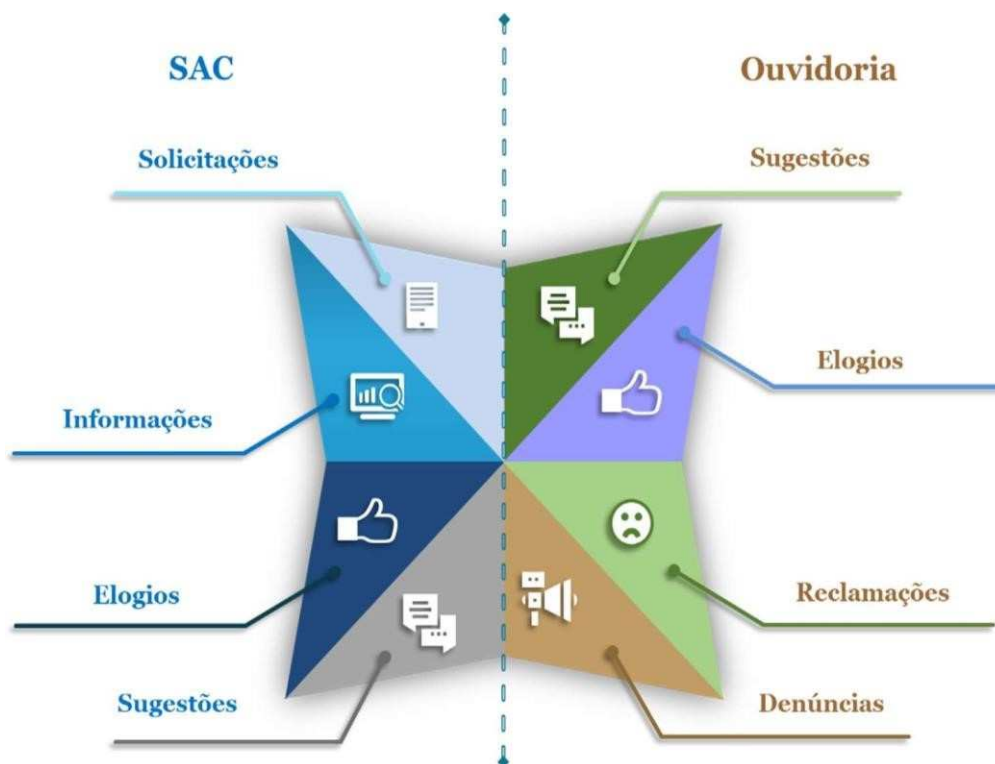 SAC
Ouvidoria
Solicitações
Sugestões
Elogios
Informações
Elogios
Reclamações
Sugestões
Denúncias